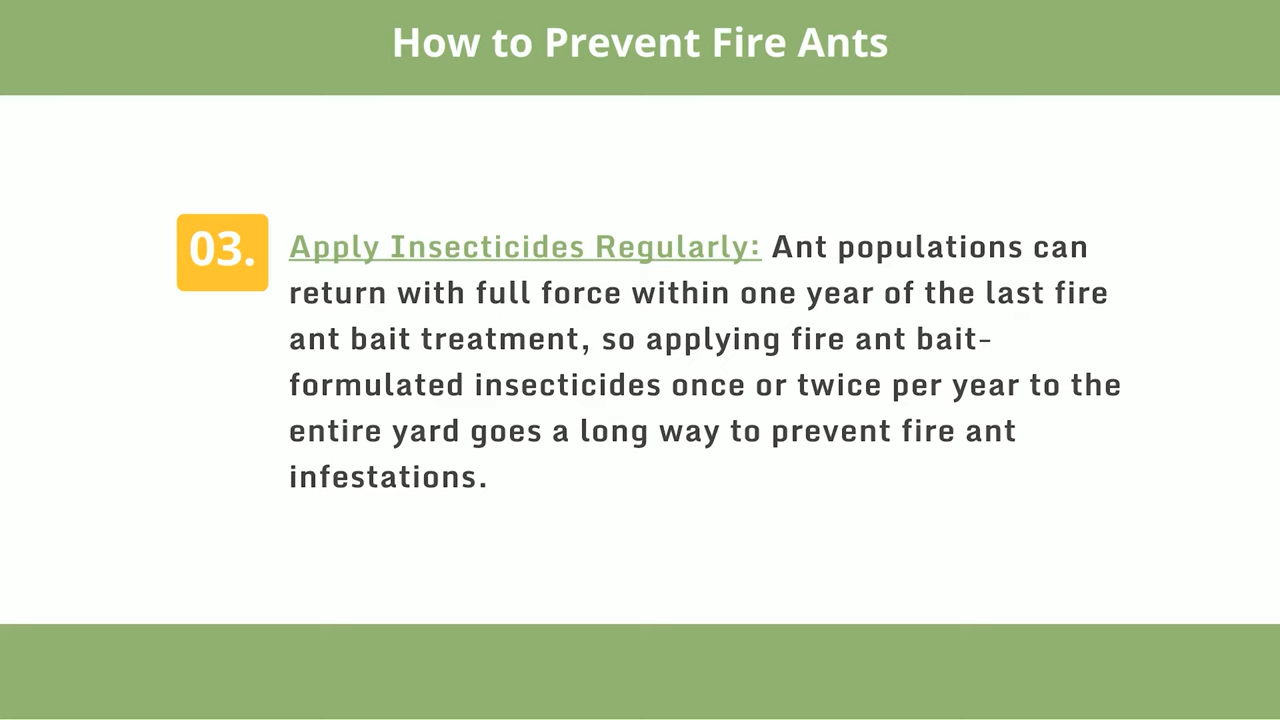 How to Prevent Fire Ants
03.
Apply Insecticides Regularly: Ant populations can
return with full force within one year of the last fire
ant bait treatment, so applying fire ant bait-
formulated insecticides once or twice per year to the
entire yard goes a long way to prevent fire ant
infestations.